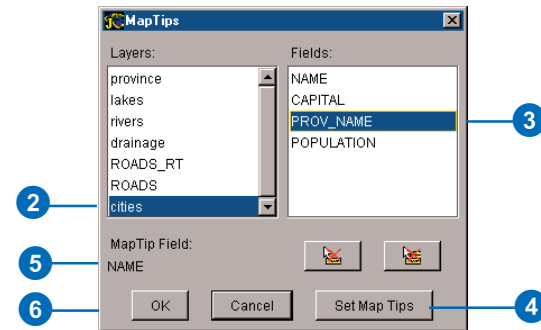 MapTips
Layers:
Fields:
province
lakes
rivers
drainage
ROADS_RT
ROADS
cities
NAME
CAPITAL
PROV_NAME
POPULATION
3
2
MapTip Field:
NAME
5
6
OK
Cancel
Set Map Tips
4